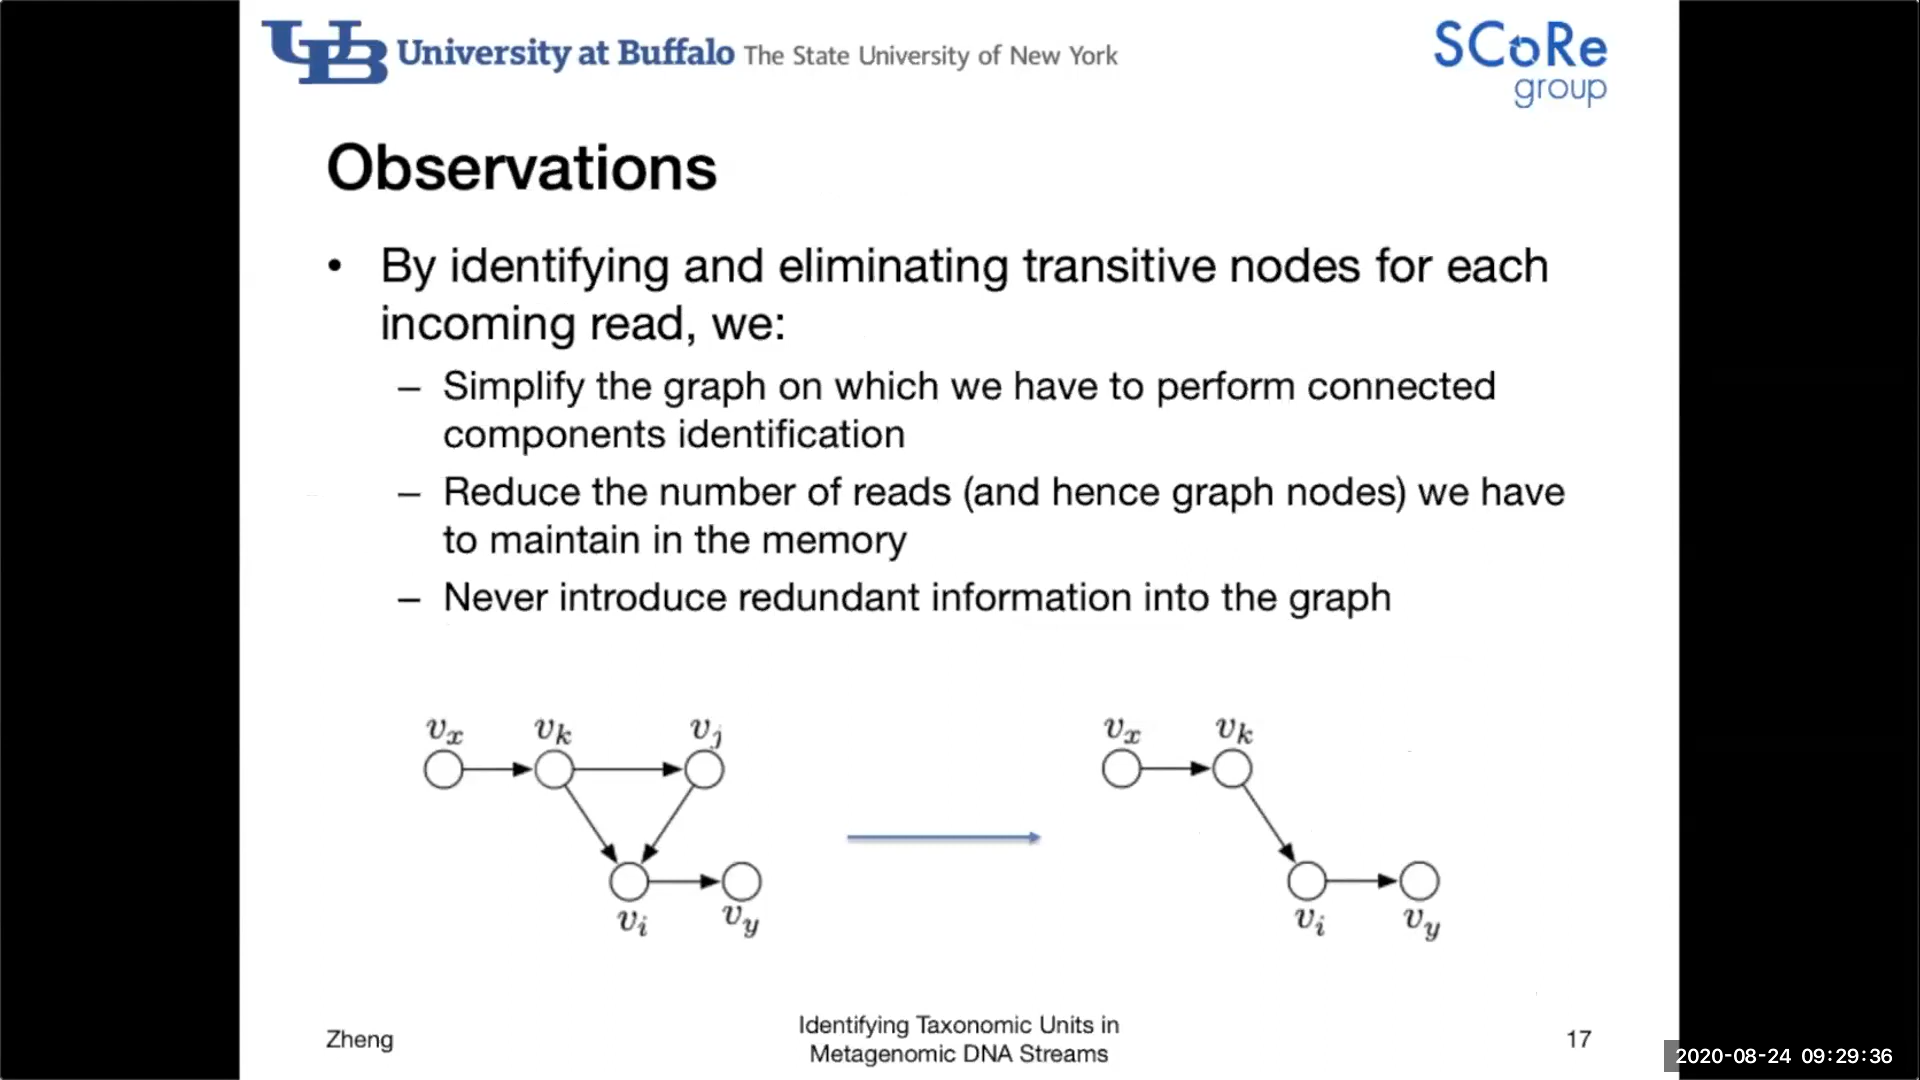 UB University at Buffalo The State University of New York
SCoRe
group
Observations
• By identifying and eliminating transitive nodes for each
incoming read, we:
– Simplify the graph on which we have to perform connected
components identification
– Reduce the number of reads (and hence graph nodes) we have
to maintain in the memory
– Never introduce redundant information into the graph
v_x v_k v_j
v_i v_y
v_x v_k
v_i v_y
Zheng
Identifying Taxonomic Units in
Metagenomic DNA Streams
17
2020-08-24 09:29:36